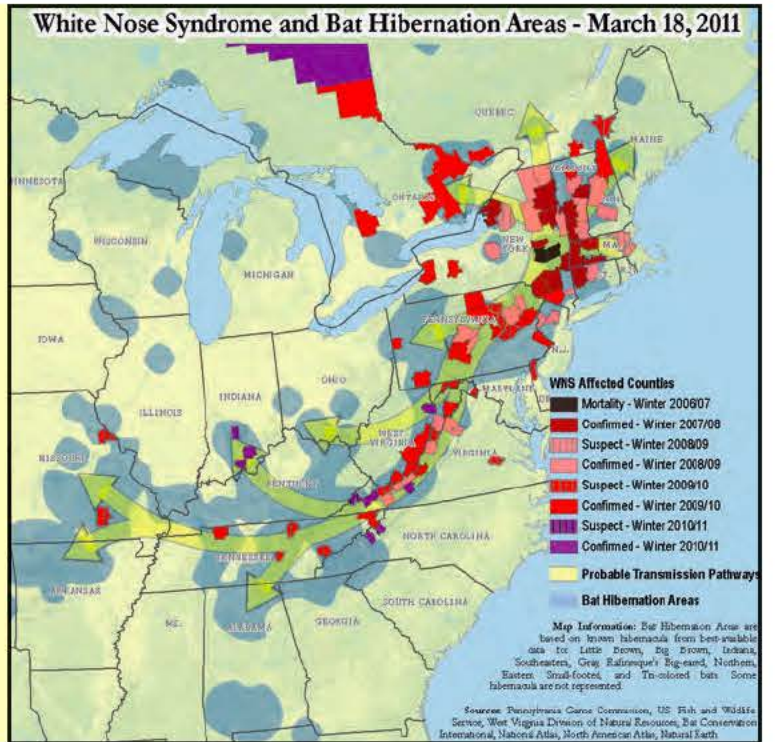 White Nose Syndrome and Bat Hibernation Areas - March 18, 2011
QUEBEC
MAINE
MINNESOTA
ONTARIO
VERMONT
N.H.
WISCONSIN
NEW
YORK
MA
R.I.
MICHIGAN
PENNSYLVANIA
IOWA
N.J.
OHIO
MARYLAND
DE
INDIANA
ILLINOIS
WEST
VIRGINIA
VIRGINIA
MISSOURI
KENTUCKY
NORTH CAROLINA
TENNESSEE
ARKANSAS
SOUTH CAROLINA
MS.
ALABAMA
GEORGIA
WNS Affected Counties
Mortality - Winter 2006/07
Confirmed - Winter 2007/08
Suspect - Winter 2008/09
Confirmed - Winter 2008/09
Suspect - Winter 2009/10
Confirmed - Winter 2009/10
Suspect - Winter 2010/11
Confirmed - Winter 2010/11
Probable Transmission Pathways
Bat Hibernation Areas
Map Information: Bat Hibernation Areas are
based on known hibernacula from best-available
data for Little Brown, Big Brown, Indiana,
Southeastern, Gray, Rafinesque's Big-eared, Northern,
Eastern Small-footed, and Tri-colored bats. Some
hibernacula are not represented.
Sources: Pennsylvania Game Commission, US Fish and Wildlife
Service, West Virginia Division of Natural Resources, Bat Conservation
International, National Atlas, North American Atlas, Natural Earth